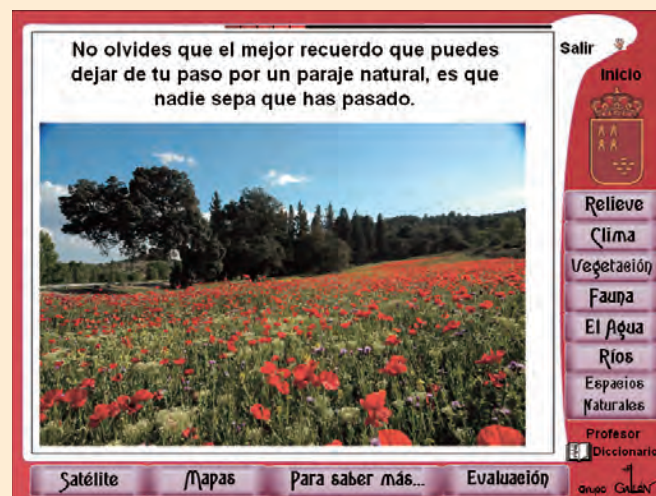 No olvides que el mejor recuerdo que puedes
dejar de tu paso por un paraje natural, es que
nadie sepa que has pasado.
Salir
Inicio
Relieve
Clima
Vegetación
Fauna
El Agua
Ríos
Espacios
Naturales
Profesor
Diccionario
Satélite
Mapas
Para saber más...
Evaluación
Grupo GALÁN